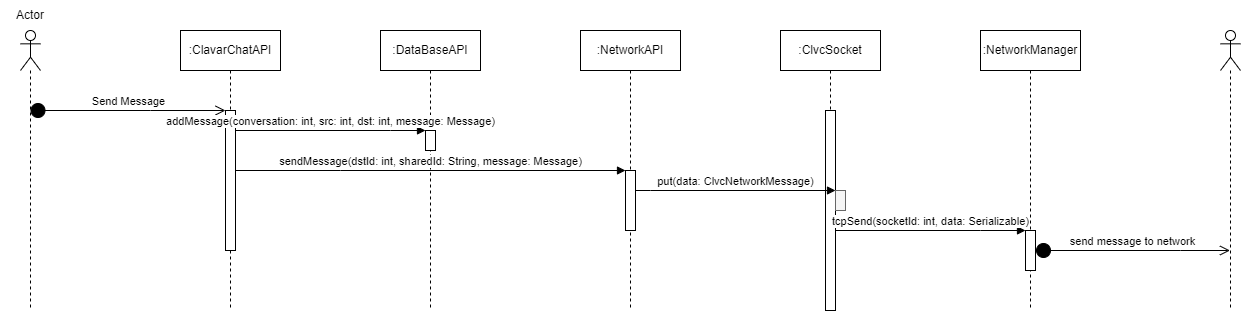 Actor
:ClavarChatAPI
:DataBaseAPI
:NetworkAPI
:ClvcSocket
:NetworkManager
Send Message
addMessage(conversation: int, src: int, dst: int, message: Message)
sendMessage(dstId: int, sharedId: String, message: Message)
put(data: ClvcNetworkMessage)
tcpSend(socketId: int, data: Serializable)
send message to network